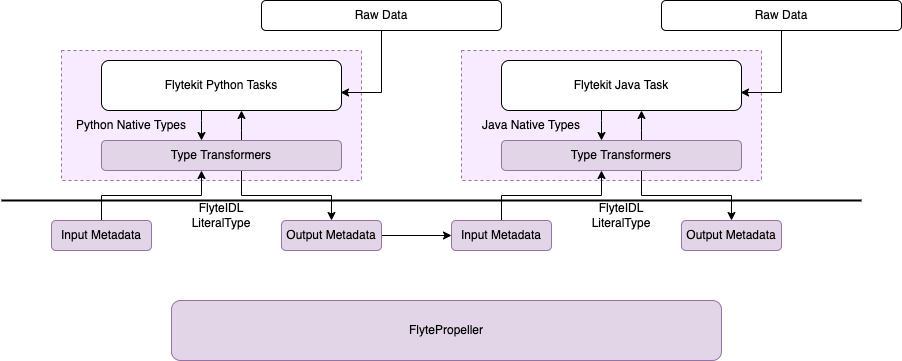 Raw Data
Raw Data
Flytekit Python Tasks
Flytekit Java Task
Python Native Types
Java Native Types
Type Transformers
Type Transformers
FlyteIDL
LiteralType
FlyteIDL
LiteralType
Input Metadata
Output Metadata
Input Metadata
Output Metadata
FlytePropeller